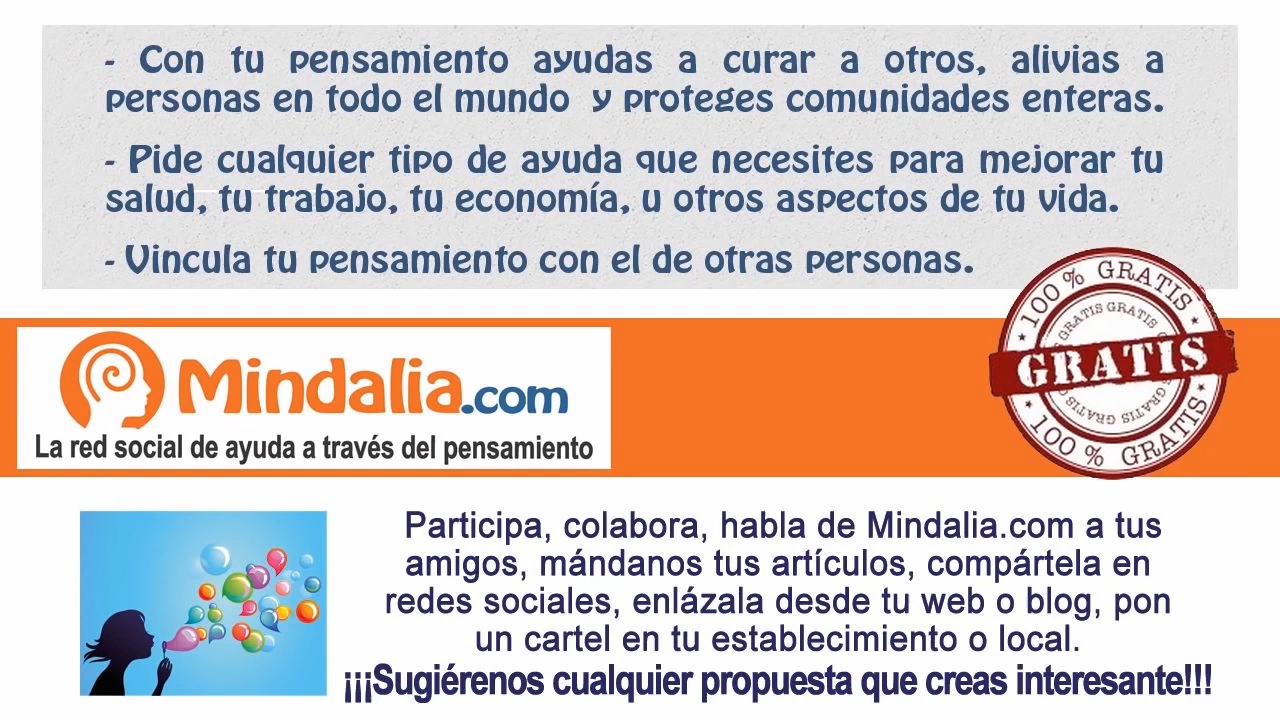 - Con tu pensamiento ayudas a curar a otros, alivias a
personas en todo el mundo y proteges comunidades enteras.
- Pide cualquier tipo de ayuda que necesites para mejorar tu
salud, tu trabajo, tu economía, u otros aspectos de tu vida.
- Vincula tu pensamiento con el de otras personas.
100 % GRATIS
GRATIS GRATIS
GRATIS
GRATIS GRATIS
100 % GRATIS
Mindalia.com
La red social de ayuda a través del pensamiento
Participa, colabora, habla de Mindalia.com a tus
amigos, mándanos tus artículos, compártela en
redes sociales, enlázala desde tu web o blog, pon
un cartel en tu establecimiento o local.
¡¡¡Sugiérenos cualquier propuesta que creas interesante!!!